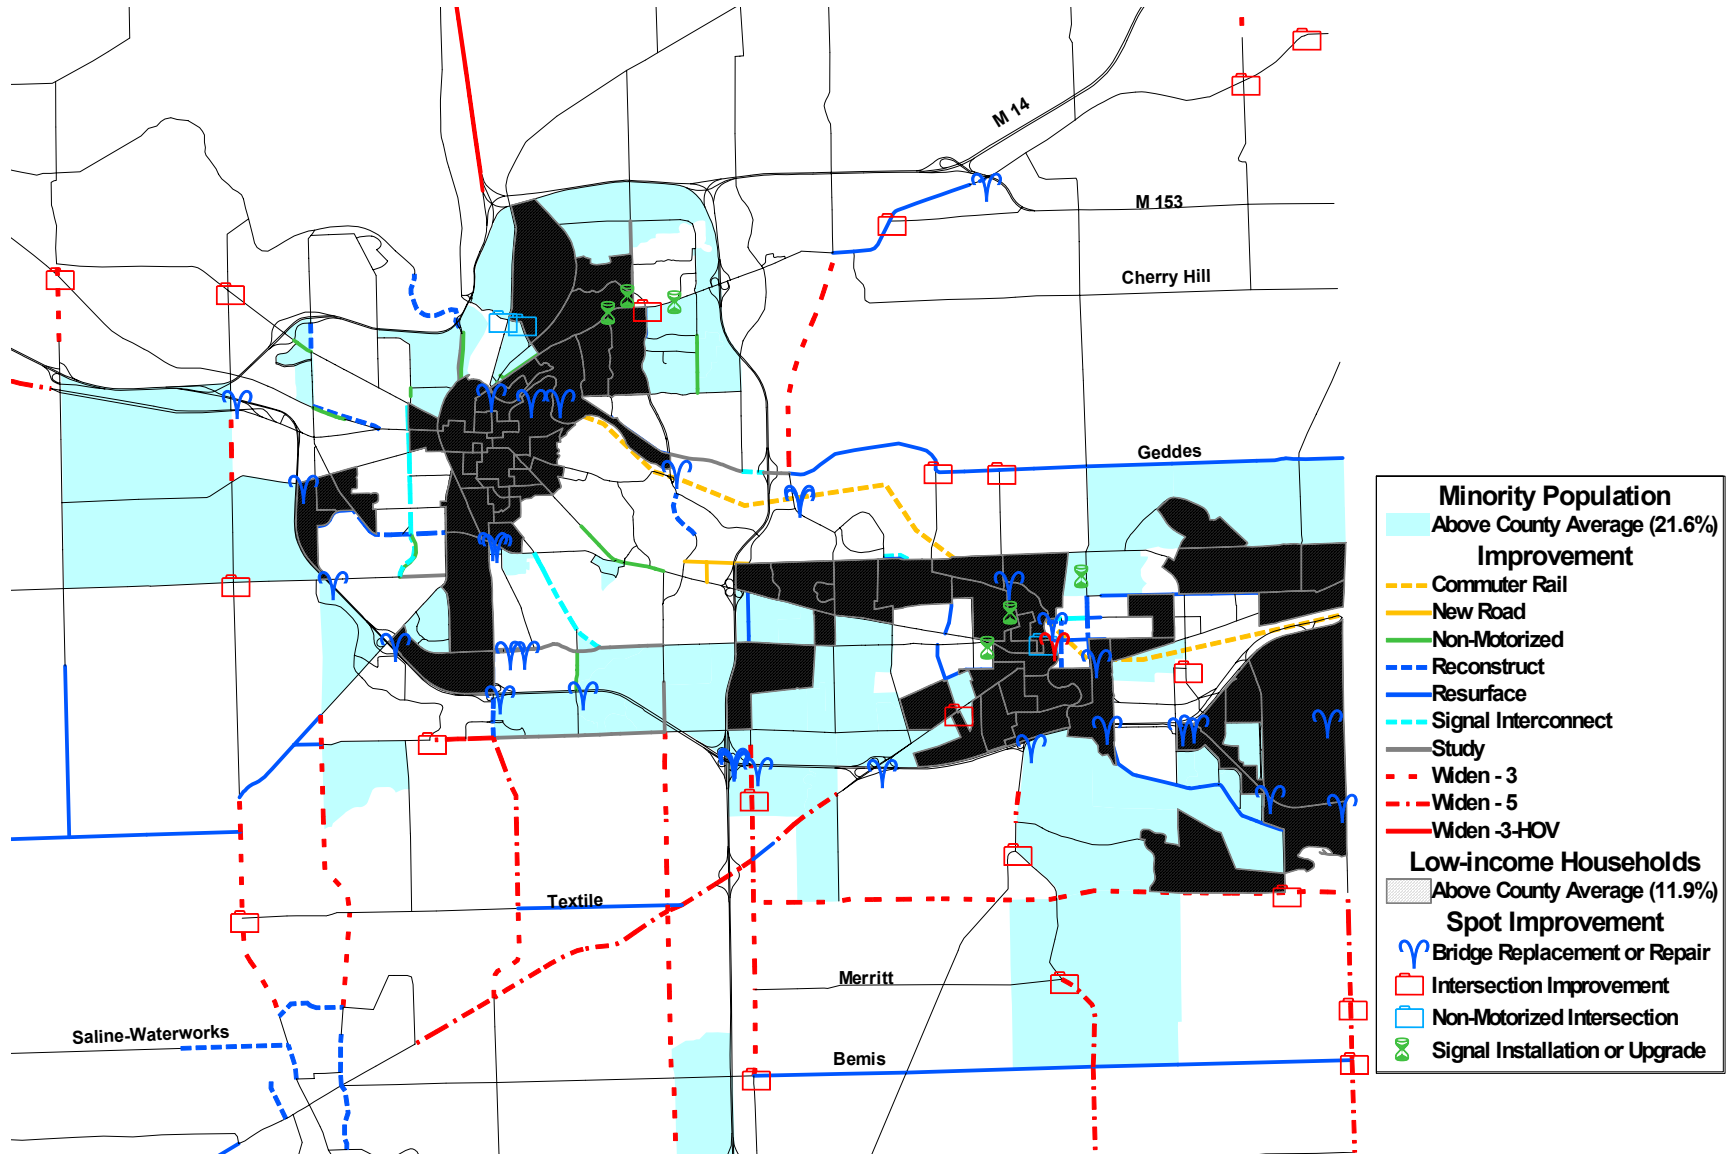 M 14
M 153
Cherry Hill
Geddes
Textile
Merritt
Saline-Waterworks
Bemis
Minority Population
Above County Average (21.6%)
Improvement
Commuter Rail
New Road
Non-Motorized
Reconstruct
Resurface
Signal Interconnect
Study
Widen - 3
Widen - 5
Widen -3-HOV
Low-income Households
Above County Average (11.9%)
Spot Improvement
Bridge Replacement or Repair
Intersection Improvement
Non-Motorized Intersection
Signal Installation or Upgrade